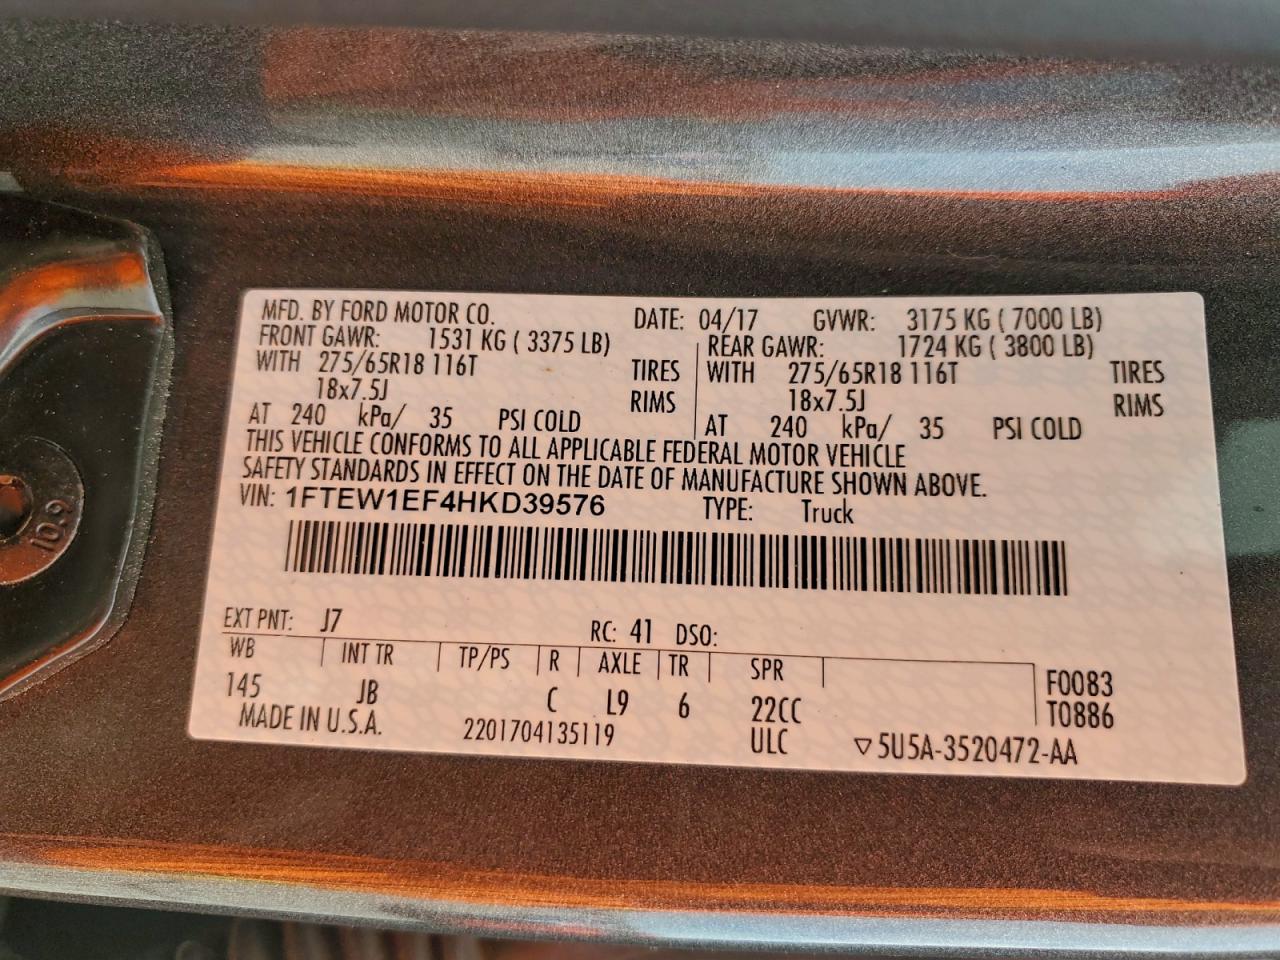 MFD. BY FORD MOTOR CO. DATE: 04/17 GVWR: 3175 KG ( 7000 LB)
FRONT GAWR: 1531 KG ( 3375 LB) REAR GAWR: 1724 KG ( 3800 LB)
WITH 275/65R18 116T TIRES WITH 275/65R18 116T TIRES
18x7.5J RIMS 18x7.5J RIMS
AT 240 kPa/ 35 PSI COLD AT 240 kPa/ 35 PSI COLD
THIS VEHICLE CONFORMS TO ALL APPLICABLE FEDERAL MOTOR VEHICLE
SAFETY STANDARDS IN EFFECT ON THE DATE OF MANUFACTURE SHOWN ABOVE.
VIN: 1FTEW1EF4HKD39576 TYPE: Truck
EXT PNT: J7 RC: 41 DSO:
WB INT TR TP/PS R AXLE TR SPR
145 JB C L9 6 22CC F0083
T0886
MADE IN U.S.A. 2201704135119 ULC ▽5U5A-3520472-AA
10.9